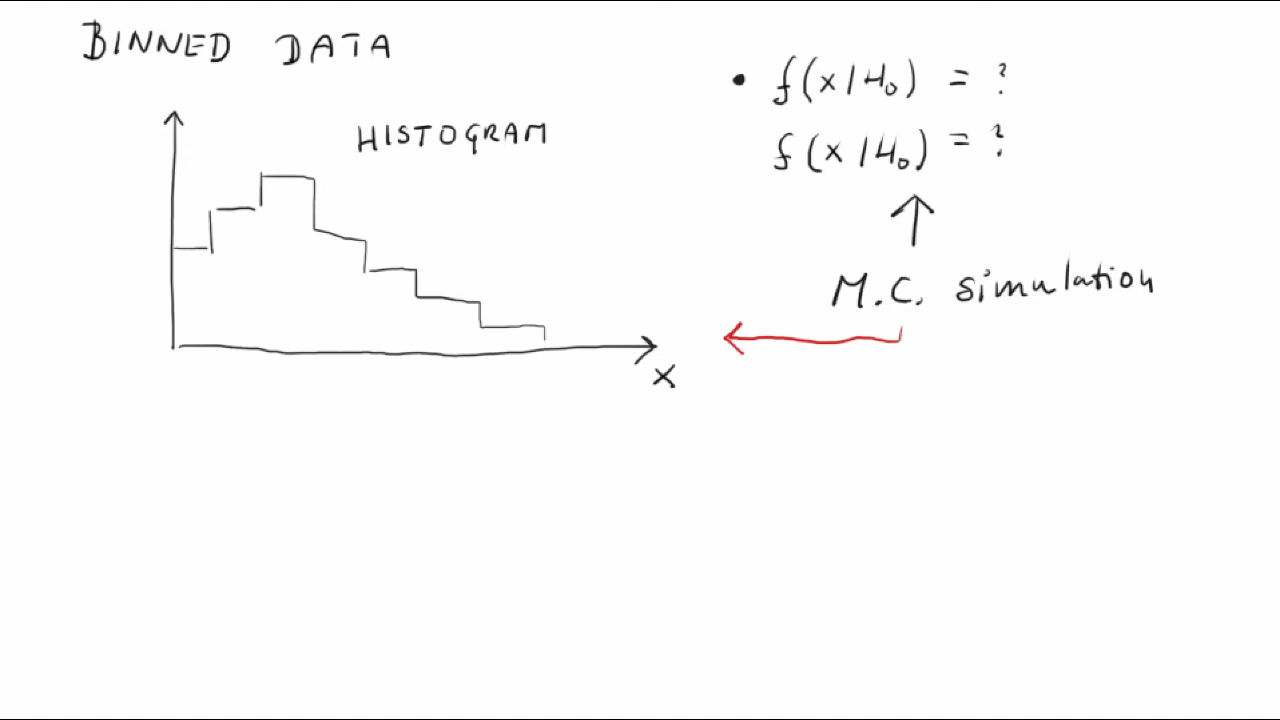 BINNED DATA
HISTOGRAM
X
• f(x/H₀) = ?
f(x/H₀) = ?
M.C. simulation